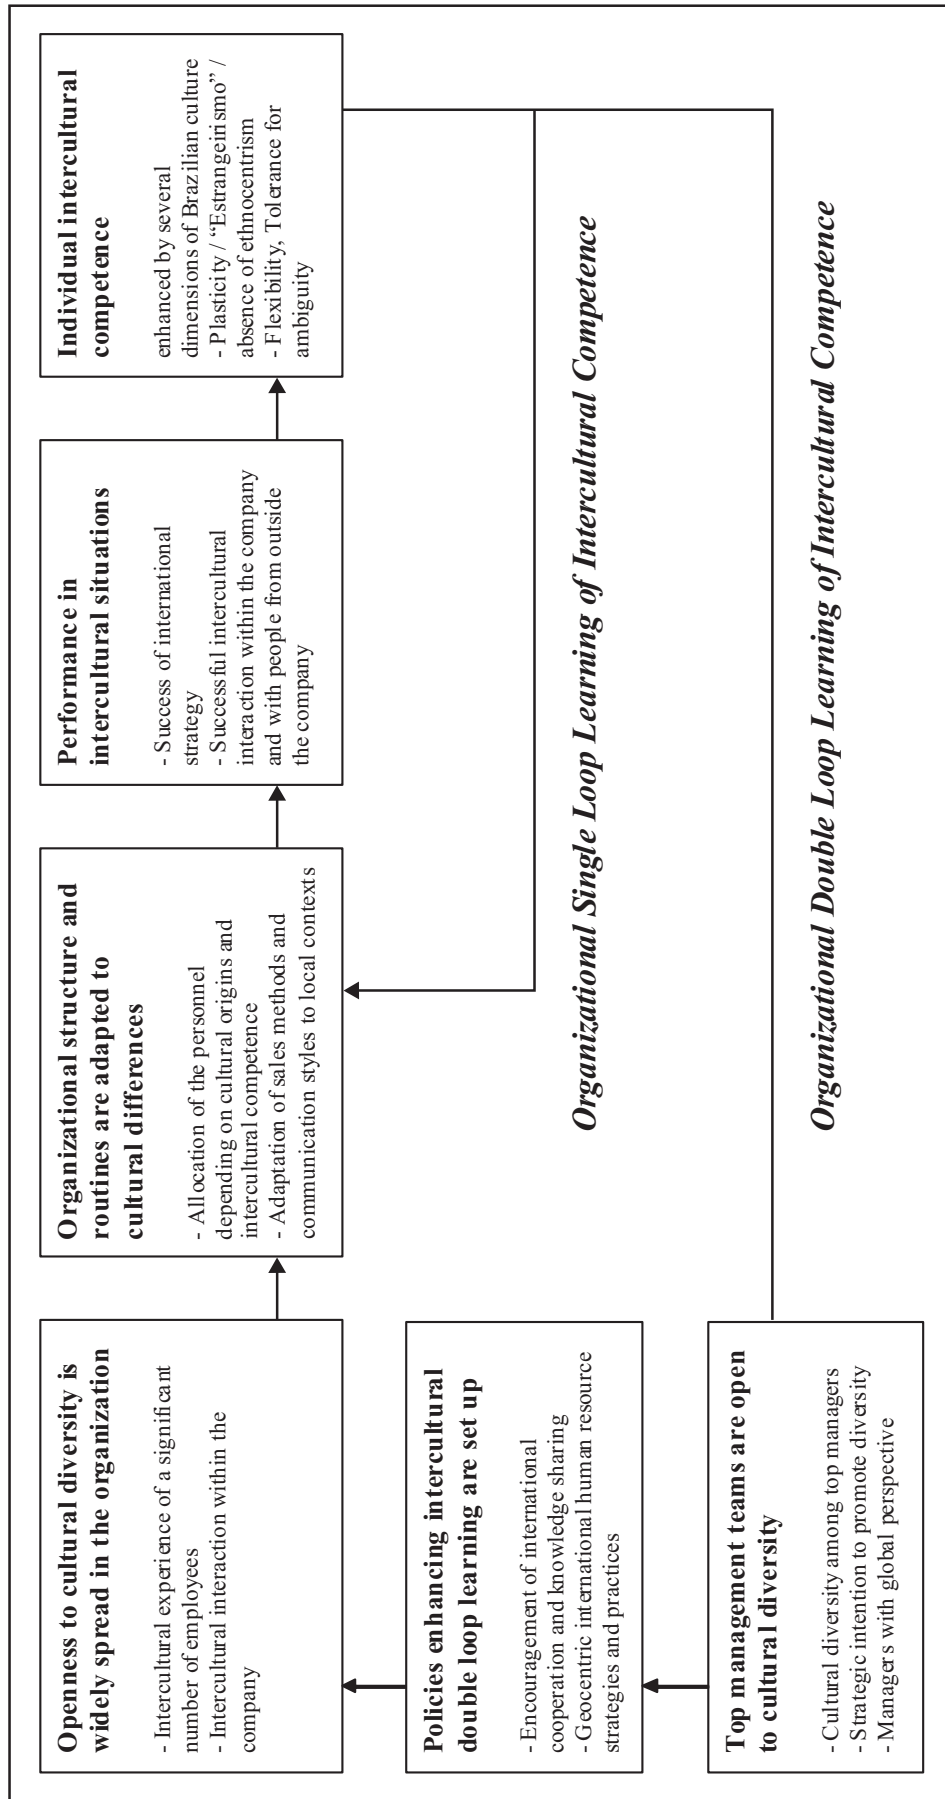 Openness to cultural diversity is
widely spread in the organization
- Intercultural experience of a significant
number of employees
- Intercultural interaction within the
company
Organizational structure and
routines are adapted to
cultural differences
- Allocation of the personnel
depending on cultural origins and
intercultural competence
- Adaptation of sales methods and
communication styles to local contexts
Performance in
intercultural situations
- Success of international
strategy
- Successful intercultural
interaction within the company
and with people from outside
the company
Individual intercultural
competence
enhanced by several
dimensions of Brazilian culture
- Plasticity / “Estrangeirismo” /
absence of ethnocentrism
- Flexibility, Tolerance for
ambiguity
Policies enhancing intercultural
double loop learning are set up
- Encouragement of international
cooperation and knowledge sharing
- Geocentric international human resource
strategies and practices
Organizational Single Loop Learning of Intercultural Competence
Top management teams are open
to cultural diversity
- Cultural diversity among top managers
- Strategic intention to promote diversity
- Managers with global perspective
Organizational Double Loop Learning of Intercultural Competence